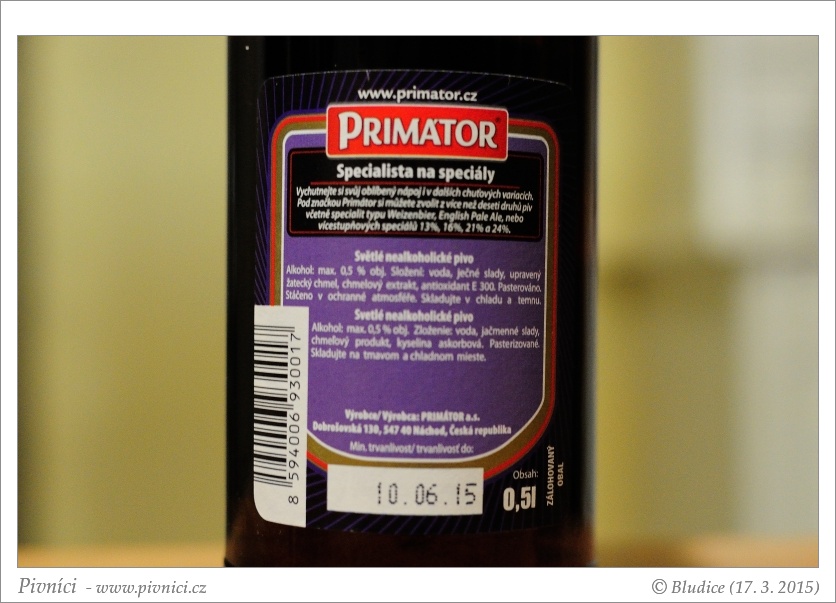 www.primator.cz
PRIMÁTOR
Specialista na speciály
Vychutnejte si svůj oblíbený nápoj i v dalších chuťových variacích.
Pod značkou Primátor si můžete zvolit z více než deseti druhů piv
včetně specialit typu Weizenbier, English Pale Ale, nebo
vícestupňových speciálů 13%, 16%, 21% a 24%.
Světlé nealkoholické pivo
Alkohol: max. 0,5 % obj. Složení: voda, ječné slady, upravený
žatecký chmel, chmelový extrakt, antioxidant E 300. Pasterováno.
Stáčeno v ochranné atmosféře. Skladujte v chladu a temnu.
Svetlé nealkoholické pivo
Alkohol: max. 0,5 % obj. Zloženie: voda, jačmenné slady,
chmeľový produkt, kyselina askorbová. Pasterizované.
Skladujte na tmavom a chladnom mieste.
Výrobce/ Výrobca: PRIMÁTOR a.s.
Dobrošovská 130, 547 40 Náchod, Česká republika
Min. trvanlivost/ trvanlivosť do:
10.06.15
Obsah:
0,5l
ZÁLOHOVANÝ
OBAL
8 594006 930017
Pivníci - www.pivnici.cz
© Bludice (17. 3. 2015)